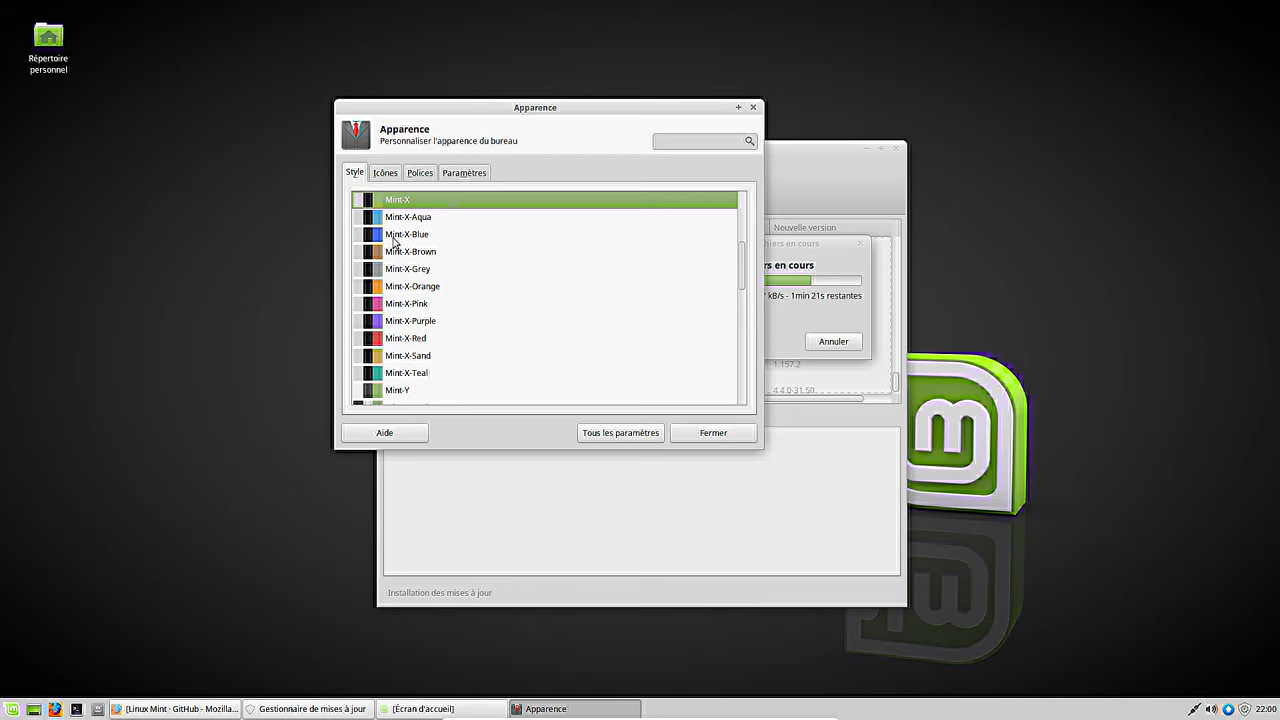 Répertoire
personnel
Apparence
Apparence
Personnaliser l'apparence du bureau
Style
Icônes
Polices
Paramètres
Mint-X
Mint-X-Aqua
Mint-X-Blue
Mint-X-Brown
Mint-X-Grey
Mint-X-Orange
Mint-X-Pink
Mint-X-Purple
Mint-X-Red
Mint-X-Sand
Mint-X-Teal
Mint-Y
Aide
Tous les paramètres
Fermer
Nouvelle version
en cours
en cours
kB/s - 1min 21s restantes
Annuler
1.157.2
4.4.0-31.50
Installation des mises à jour
[Linux Mint · GitHub - Mozilla...
Gestionnaire de mises à jour
[Écran d'accueil]
Apparence
22:00